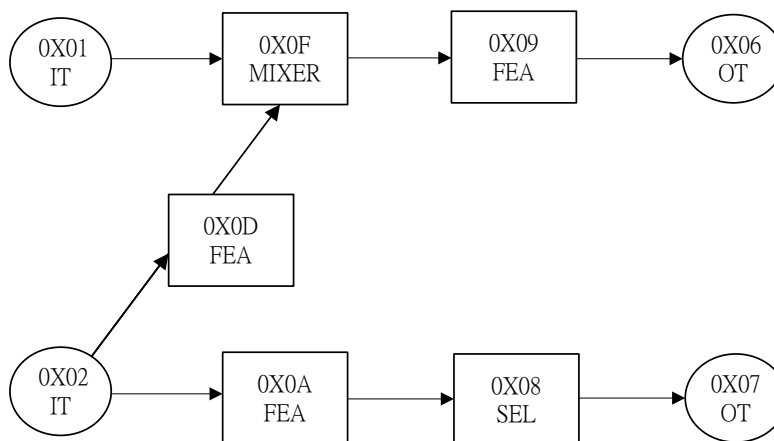 0X01
IT
0X0F
MIXER
0X09
FEA
0X06
OT
0X0D
FEA
0X02
IT
0X0A
FEA
0X08
SEL
0X07
OT